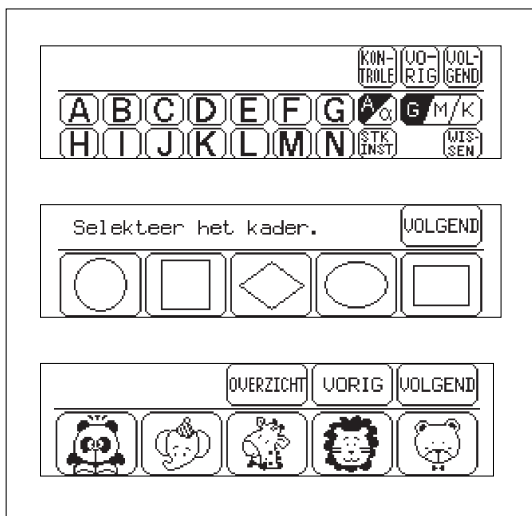 KON-TROLE VO-RIG VOL-GEND
A B C D E F G A/α G/M/K
H I J K L M N STK INST WIS-SEN
Selekteer het kader. VOLGEND
OVERZICHT VORIG VOLGEND